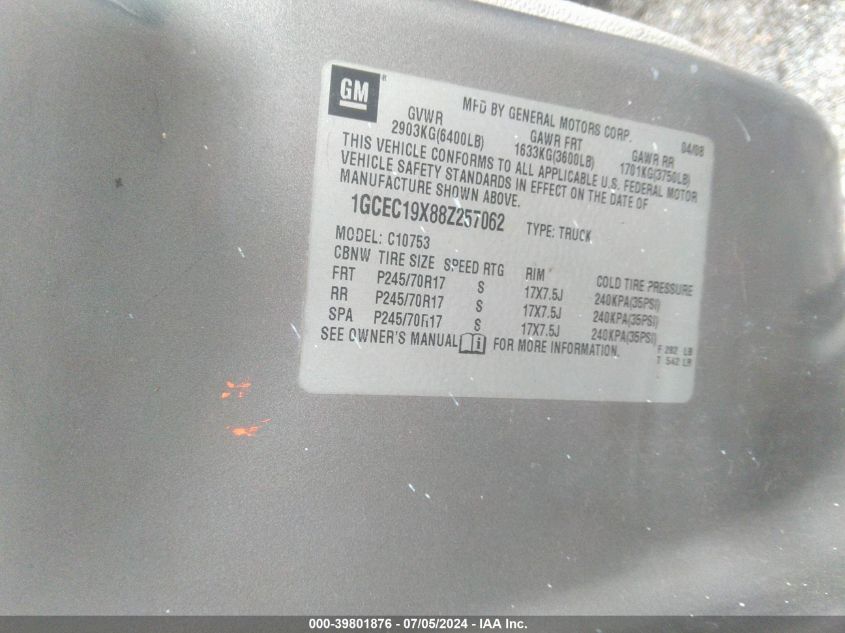 GM ®
MFD BY GENERAL MOTORS CORP. 04/08
GVWR GAWR FRT GAWR RR
2903KG(6400LB) 1633KG(3600LB) 1701KG(3750LB)
THIS VEHICLE CONFORMS TO ALL APPLICABLE U.S. FEDERAL MOTOR
VEHICLE SAFETY STANDARDS IN EFFECT ON THE DATE OF
MANUFACTURE SHOWN ABOVE.
1GCEC19X88Z257062 TYPE: TRUCK
MODEL: C10753
CBNW TIRE SIZE SPEED RTG RIM COLD TIRE PRESSURE
FRT P245/70R17 S 17X7.5J 240KPA(35PSI)
RR P245/70R17 S 17X7.5J 240KPA(35PSI)
SPA P245/70R17 S 17X7.5J 240KPA(35PSI)
SEE OWNER'S MANUAL i FOR MORE INFORMATION.
F 282 LB
T 542 LB
000-39801876 - 07/05/2024 - IAA Inc.